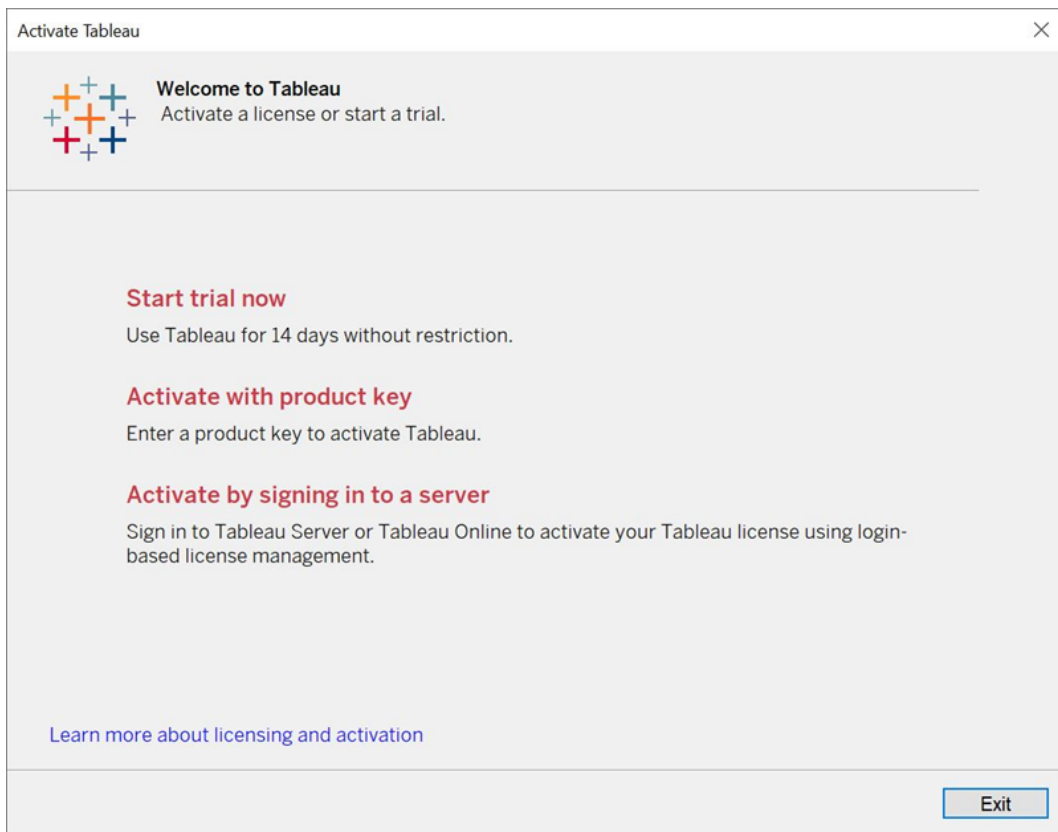 Activate Tableau
Welcome to Tableau
Activate a license or start a trial.
Start trial now
Use Tableau for 14 days without restriction.
Activate with product key
Enter a product key to activate Tableau.
Activate by signing in to a server
Sign in to Tableau Server or Tableau Online to activate your Tableau license using login-
based license management.
Learn more about licensing and activation
Exit